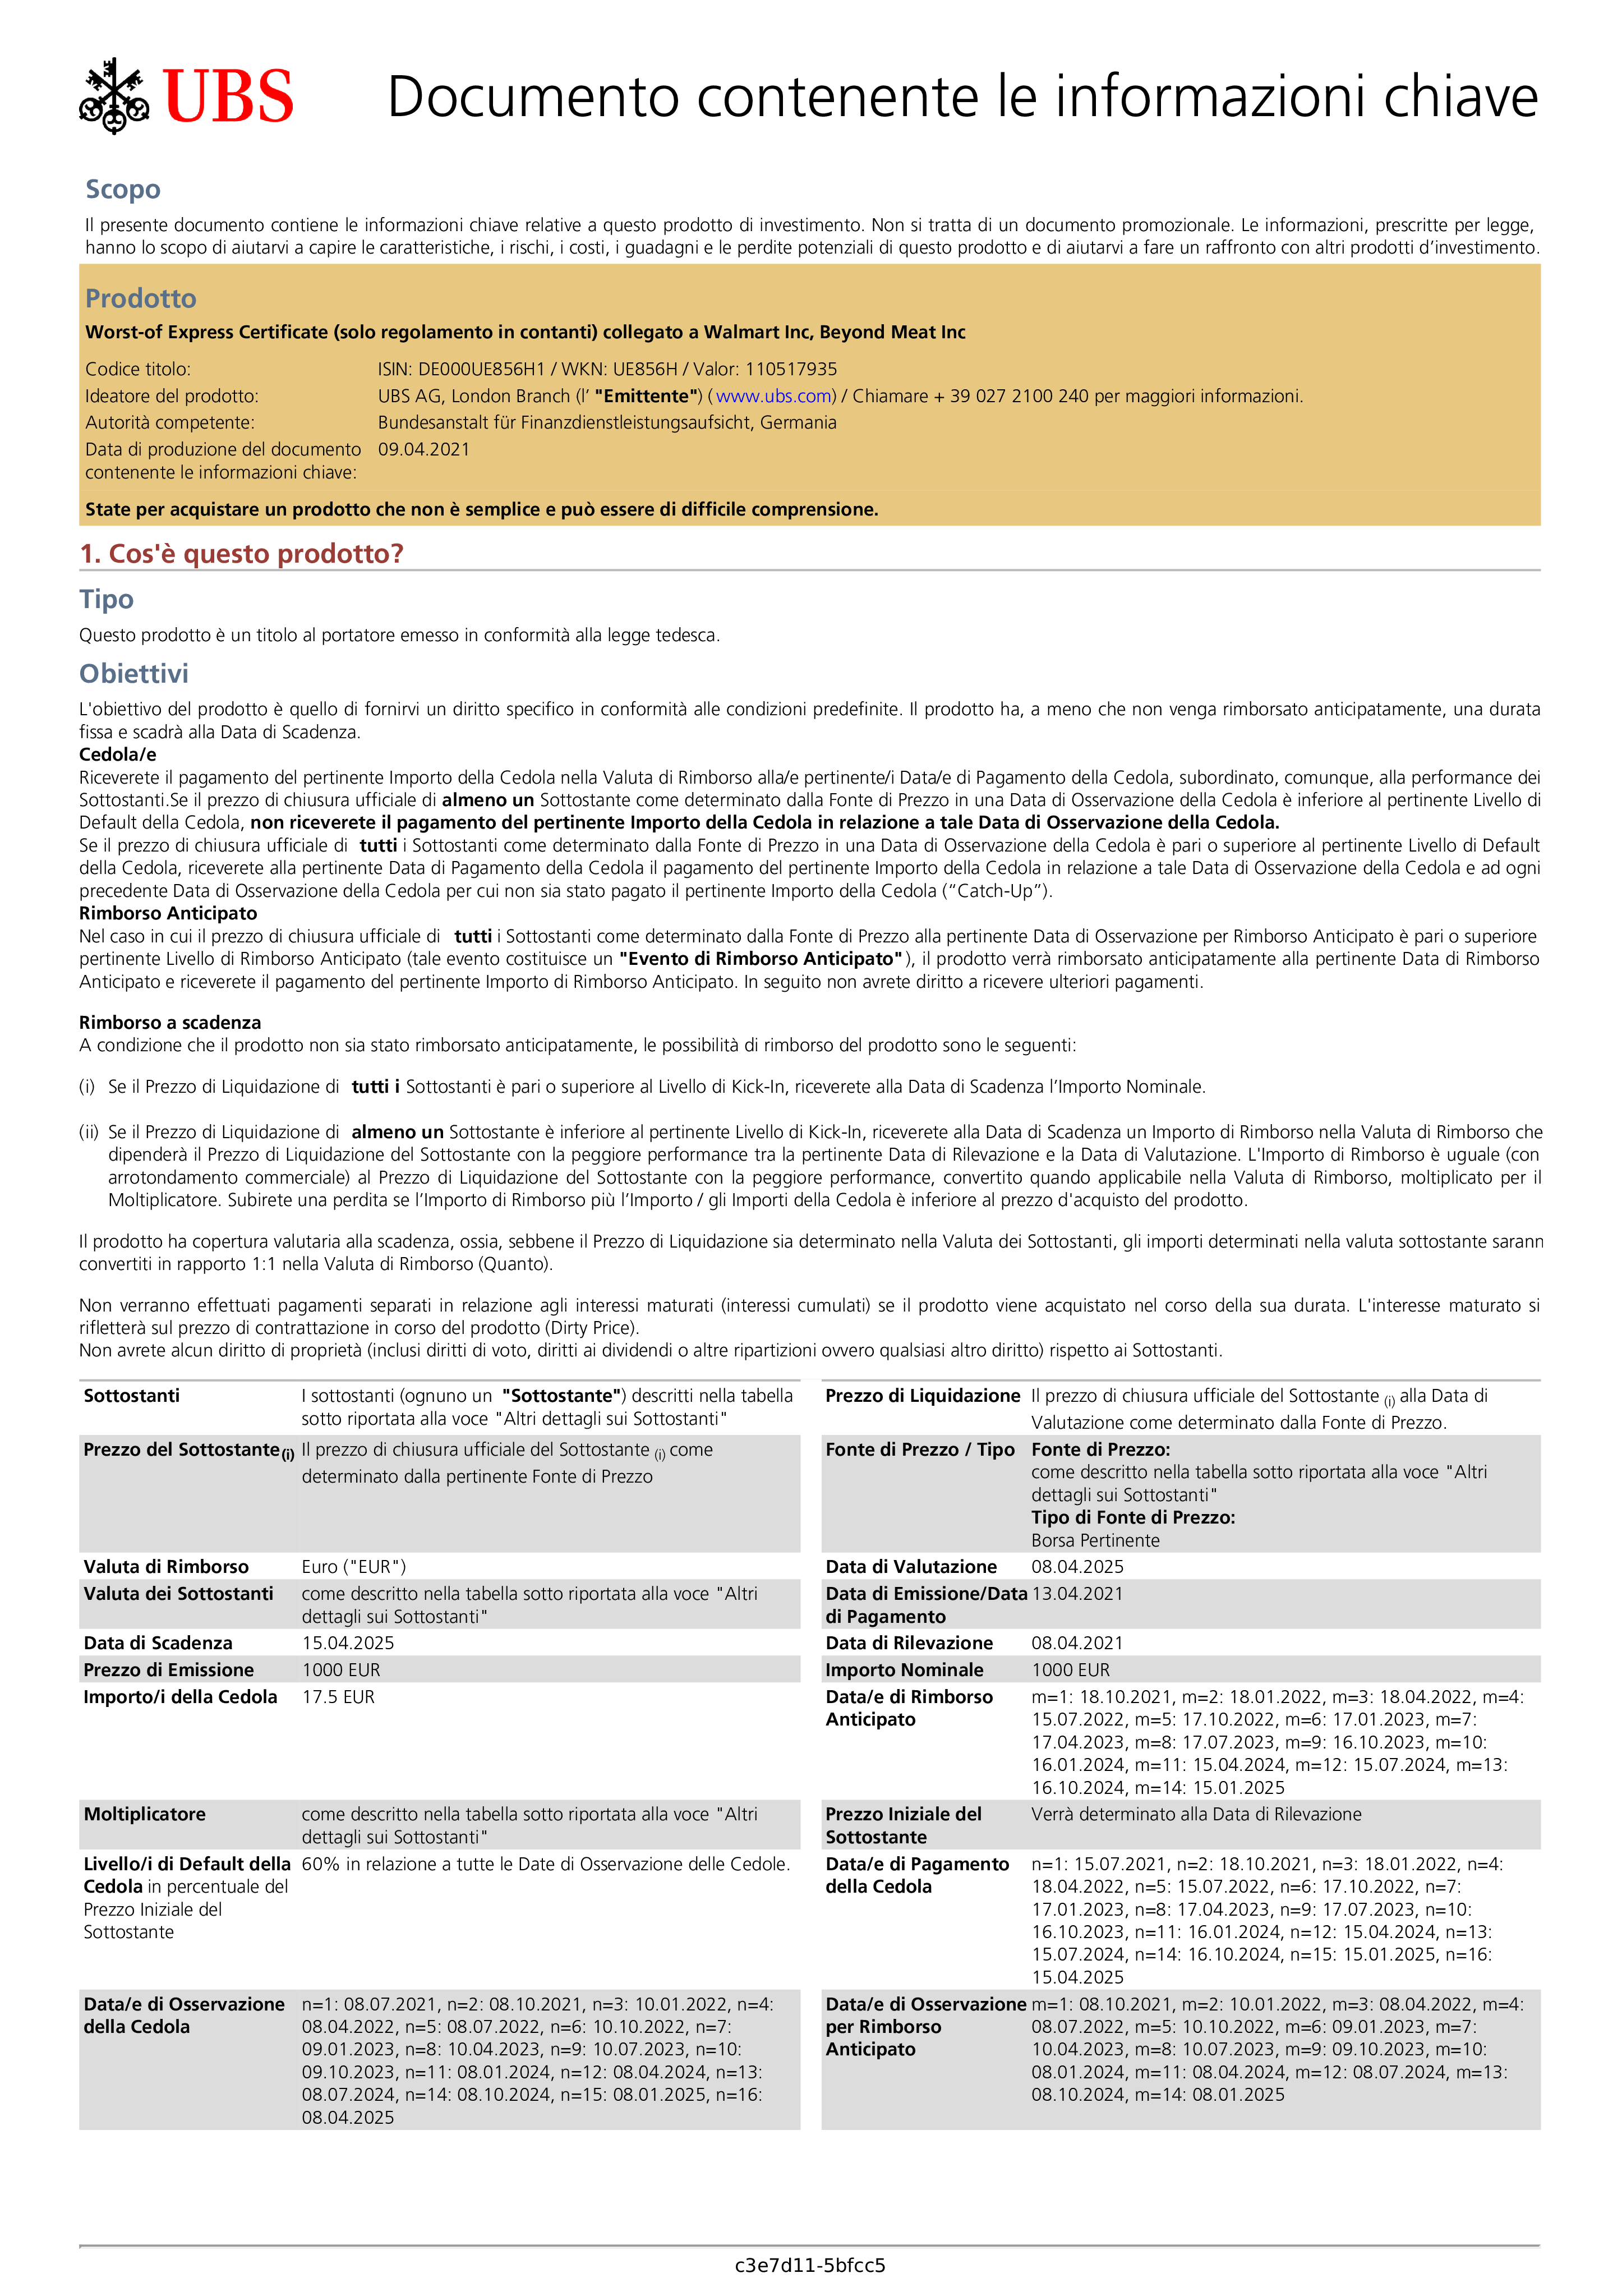 UBS
Documento contenente le informazioni chiave
Scopo
Il presente documento contiene le informazioni chiave relative a questo prodotto di investimento. Non si tratta di un documento promozionale. Le informazioni, prescritte per legge,
hanno lo scopo di aiutarvi a capire le caratteristiche, i rischi, i costi, i guadagni e le perdite potenziali di questo prodotto e di aiutarvi a fare un raffronto con altri prodotti d’investimento.
Prodotto
Worst-of Express Certificate (solo regolamento in contanti) collegato a Walmart Inc, Beyond Meat Inc
Codice titolo: ISIN: DE000UE856H1 / WKN: UE856H / Valor: 110517935
Ideatore del prodotto: UBS AG, London Branch (l’ "Emittente") ( www.ubs.com) / Chiamare + 39 027 2100 240 per maggiori informazioni.
Autorità competente: Bundesanstalt für Finanzdienstleistungsaufsicht, Germania
Data di produzione del documento 09.04.2021
contenente le informazioni chiave:
State per acquistare un prodotto che non è semplice e può essere di difficile comprensione.
1. Cos'è questo prodotto?
Tipo
Questo prodotto è un titolo al portatore emesso in conformità alla legge tedesca.
Obiettivi
L'obiettivo del prodotto è quello di fornirvi un diritto specifico in conformità alle condizioni predefinite. Il prodotto ha, a meno che non venga rimborsato anticipatamente, una durata
fissa e scadrà alla Data di Scadenza.
Cedola/e
Riceverete il pagamento del pertinente Importo della Cedola nella Valuta di Rimborso alla/e pertinente/i Data/e di Pagamento della Cedola, subordinato, comunque, alla performance dei
Sottostanti.Se il prezzo di chiusura ufficiale di almeno un Sottostante come determinato dalla Fonte di Prezzo in una Data di Osservazione della Cedola è inferiore al pertinente Livello di
Default della Cedola, non riceverete il pagamento del pertinente Importo della Cedola in relazione a tale Data di Osservazione della Cedola.
Se il prezzo di chiusura ufficiale di tutti i Sottostanti come determinato dalla Fonte di Prezzo in una Data di Osservazione della Cedola è pari o superiore al pertinente Livello di Default
della Cedola, riceverete alla pertinente Data di Pagamento della Cedola il pagamento del pertinente Importo della Cedola in relazione a tale Data di Osservazione della Cedola e ad ogni
precedente Data di Osservazione della Cedola per cui non sia stato pagato il pertinente Importo della Cedola (“Catch-Up”).
Rimborso Anticipato
Nel caso in cui il prezzo di chiusura ufficiale di tutti i Sottostanti come determinato dalla Fonte di Prezzo alla pertinente Data di Osservazione per Rimborso Anticipato è pari o superiore
pertinente Livello di Rimborso Anticipato (tale evento costituisce un "Evento di Rimborso Anticipato"), il prodotto verrà rimborsato anticipatamente alla pertinente Data di Rimborso
Anticipato e riceverete il pagamento del pertinente Importo di Rimborso Anticipato. In seguito non avrete diritto a ricevere ulteriori pagamenti.
Rimborso a scadenza
A condizione che il prodotto non sia stato rimborsato anticipatamente, le possibilità di rimborso del prodotto sono le seguenti:
(i) Se il Prezzo di Liquidazione di tutti i Sottostanti è pari o superiore al Livello di Kick-In, riceverete alla Data di Scadenza l’Importo Nominale.
(ii) Se il Prezzo di Liquidazione di almeno un Sottostante è inferiore al pertinente Livello di Kick-In, riceverete alla Data di Scadenza un Importo di Rimborso nella Valuta di Rimborso che
dipenderà il Prezzo di Liquidazione del Sottostante con la peggiore performance tra la pertinente Data di Rilevazione e la Data di Valutazione. L'Importo di Rimborso è uguale (con
arrotondamento commerciale) al Prezzo di Liquidazione del Sottostante con la peggiore performance, convertito quando applicabile nella Valuta di Rimborso, moltiplicato per il
Moltiplicatore. Subirete una perdita se l’Importo di Rimborso più l’Importo / gli Importi della Cedola è inferiore al prezzo d'acquisto del prodotto.
Il prodotto ha copertura valutaria alla scadenza, ossia, sebbene il Prezzo di Liquidazione sia determinato nella Valuta dei Sottostanti, gli importi determinati nella valuta sottostante sarann
convertiti in rapporto 1:1 nella Valuta di Rimborso (Quanto).
Non verranno effettuati pagamenti separati in relazione agli interessi maturati (interessi cumulati) se il prodotto viene acquistato nel corso della sua durata. L'interesse maturato si
rifletterà sul prezzo di contrattazione in corso del prodotto (Dirty Price).
Non avrete alcun diritto di proprietà (inclusi diritti di voto, diritti ai dividendi o altre ripartizioni ovvero qualsiasi altro diritto) rispetto ai Sottostanti.
Sottostanti I sottostanti (ognuno un "Sottostante") descritti nella tabella
sotto riportata alla voce "Altri dettagli sui Sottostanti"
Prezzo di Liquidazione Il prezzo di chiusura ufficiale del Sottostante (i) alla Data di
Valutazione come determinato dalla Fonte di Prezzo.
Prezzo del Sottostante(i) Il prezzo di chiusura ufficiale del Sottostante (i) come
determinato dalla pertinente Fonte di Prezzo
Fonte di Prezzo / Tipo Fonte di Prezzo:
come descritto nella tabella sotto riportata alla voce "Altri
dettagli sui Sottostanti"
Tipo di Fonte di Prezzo:
Borsa Pertinente
Valuta di Rimborso Euro ("EUR")
Data di Valutazione 08.04.2025
Valuta dei Sottostanti come descritto nella tabella sotto riportata alla voce "Altri
dettagli sui Sottostanti"
Data di Emissione/Data 13.04.2021
di Pagamento
Data di Scadenza 15.04.2025
Data di Rilevazione 08.04.2021
Prezzo di Emissione 1000 EUR
Importo Nominale 1000 EUR
Importo/i della Cedola 17.5 EUR
Data/e di Rimborso m=1: 18.10.2021, m=2: 18.01.2022, m=3: 18.04.2022, m=4:
Anticipato 15.07.2022, m=5: 17.10.2022, m=6: 17.01.2023, m=7:
17.04.2023, m=8: 17.07.2023, m=9: 16.10.2023, m=10:
16.01.2024, m=11: 15.04.2024, m=12: 15.07.2024, m=13:
16.10.2024, m=14: 15.01.2025
Moltiplicatore come descritto nella tabella sotto riportata alla voce "Altri
dettagli sui Sottostanti"
Prezzo Iniziale del Verrà determinato alla Data di Rilevazione
Sottostante
Livello/i di Default della 60% in relazione a tutte le Date di Osservazione delle Cedole.
Cedola in percentuale del
Prezzo Iniziale del
Sottostante
Data/e di Pagamento n=1: 15.07.2021, n=2: 18.10.2021, n=3: 18.01.2022, n=4:
della Cedola 18.04.2022, n=5: 15.07.2022, n=6: 17.10.2022, n=7:
17.01.2023, n=8: 17.04.2023, n=9: 17.07.2023, n=10:
16.10.2023, n=11: 16.01.2024, n=12: 15.04.2024, n=13:
15.07.2024, n=14: 16.10.2024, n=15: 15.01.2025, n=16:
15.04.2025
Data/e di Osservazione n=1: 08.07.2021, n=2: 08.10.2021, n=3: 10.01.2022, n=4:
della Cedola 08.04.2022, n=5: 08.07.2022, n=6: 10.10.2022, n=7:
09.01.2023, n=8: 10.04.2023, n=9: 10.07.2023, n=10:
09.10.2023, n=11: 08.01.2024, n=12: 08.04.2024, n=13:
08.07.2024, n=14: 08.10.2024, n=15: 08.01.2025, n=16:
08.04.2025
Data/e di Osservazione m=1: 08.10.2021, m=2: 10.01.2022, m=3: 08.04.2022, m=4:
per Rimborso 08.07.2022, m=5: 10.10.2022, m=6: 09.01.2023, m=7:
Anticipato 10.04.2023, m=8: 10.07.2023, m=9: 09.10.2023, m=10:
08.01.2024, m=11: 08.04.2024, m=12: 08.07.2024, m=13:
08.10.2024, m=14: 08.01.2025
c3e7d11-5bfcc5